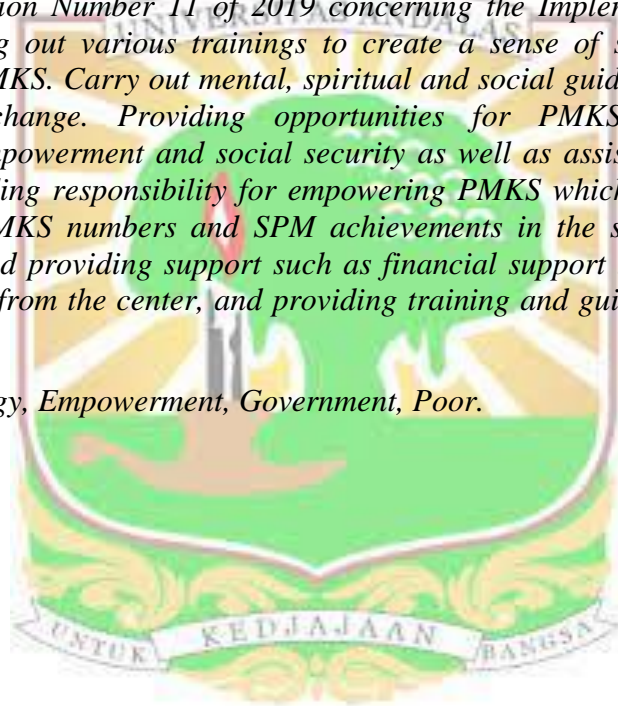 ion Number 11 of 2019 concerning the Implem
g out various trainings to create a sense of s
MKS. Carry out mental, spiritual and social guid
change. Providing opportunities for PMKS
powerment and social security as well as assis
ling responsibility for empowering PMKS which
MKS numbers and SPM achievements in the s
d providing support such as financial support
from the center, and providing training and gui
gy, Empowerment, Government, Poor.
UNTUK KEDJAJAAN BANGSA